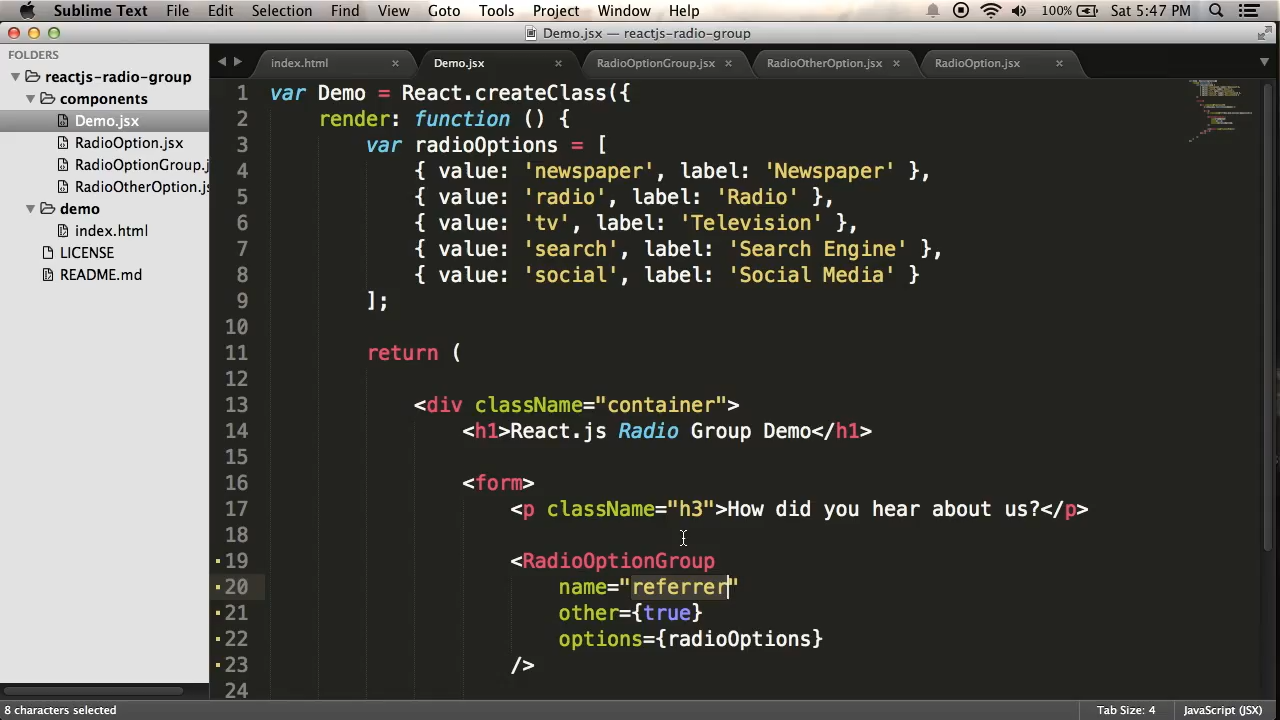 Sublime Text File Edit Selection Find View Goto Tools Project Window Help 100% Sat 5:47 PM
Demo.jsx — reactjs-radio-group
FOLDERS
reactjs-radio-group
components
Demo.jsx
RadioOption.jsx
RadioOptionGroup.j
RadioOtherOption.js
demo
index.html
LICENSE
README.md
index.html Demo.jsx RadioOptionGroup.jsx RadioOtherOption.jsx RadioOption.jsx
1 var Demo = React.createClass({
2 render: function () {
3 var radioOptions = [
4 { value: 'newspaper', label: 'Newspaper' },
5 { value: 'radio', label: 'Radio' },
6 { value: 'tv', label: 'Television' },
7 { value: 'search', label: 'Search Engine' },
8 { value: 'social', label: 'Social Media' }
9 ];
10
11 return (
12
13 <div className="container">
14 <h1>React.js Radio Group Demo</h1>
15
16 <form>
17 <p className="h3">How did you hear about us?</p>
18
19 <RadioOptionGroup
20 name="referrer"
21 other={true}
22 options={radioOptions}
23 />
24
8 characters selected Tab Size: 4 JavaScript (JSX)